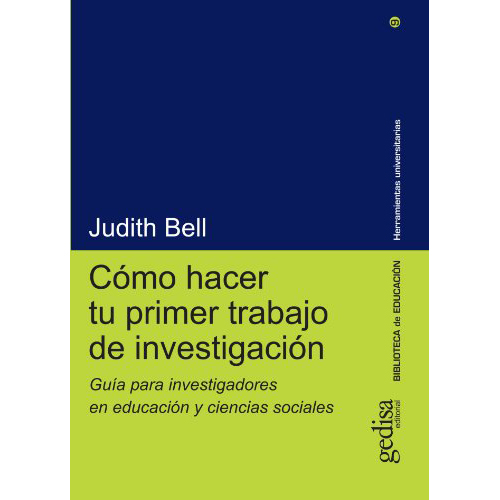 Judith Bell
Cómo hacer
tu primer trabajo
de investigación
Guía para investigadores
en educación y ciencias sociales
gedisa
editorial
BIBLIOTECA de EDUCACIÓN
Herramientas universitarias